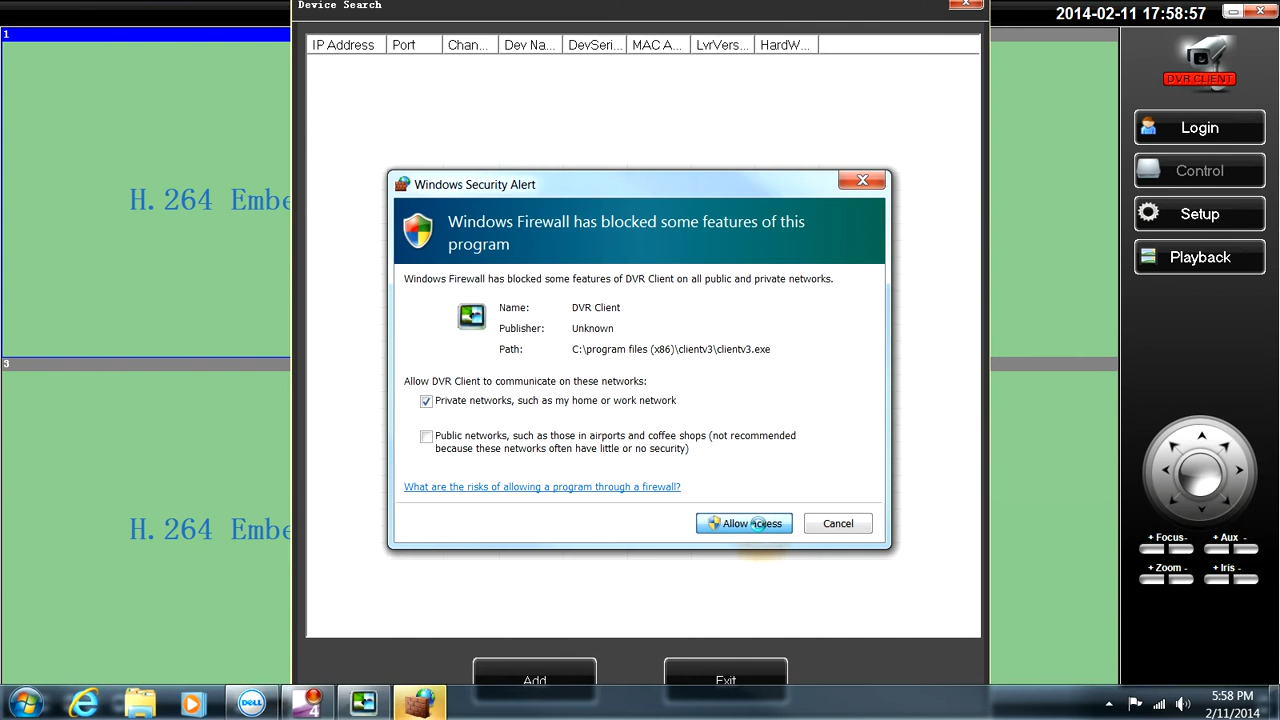 Device Search
2014-02-11 17:58:57
1
IP Address Port Chan... Dev Na... DevSeri... MAC A... LvrVers... HardW...
DVR CLIENT
Login
Control
Setup
Playback
H.264 Embe
Windows Security Alert
Windows Firewall has blocked some features of this
program
Windows Firewall has blocked some features of DVR Client on all public and private networks.
Name: DVR Client
Publisher: Unknown
Path: C:\program files (x86)\clientv3\clientv3.exe
Allow DVR Client to communicate on these networks:
Private networks, such as my home or work network
Public networks, such as those in airports and coffee shops (not recommended
because these networks often have little or no security)
What are the risks of allowing a program through a firewall?
Allow access Cancel
3
H.264 Embe
+ Focus- + Aux -
+ Zoom - + Iris -
Add Exit
DELL
4
5:58 PM
2/11/2014